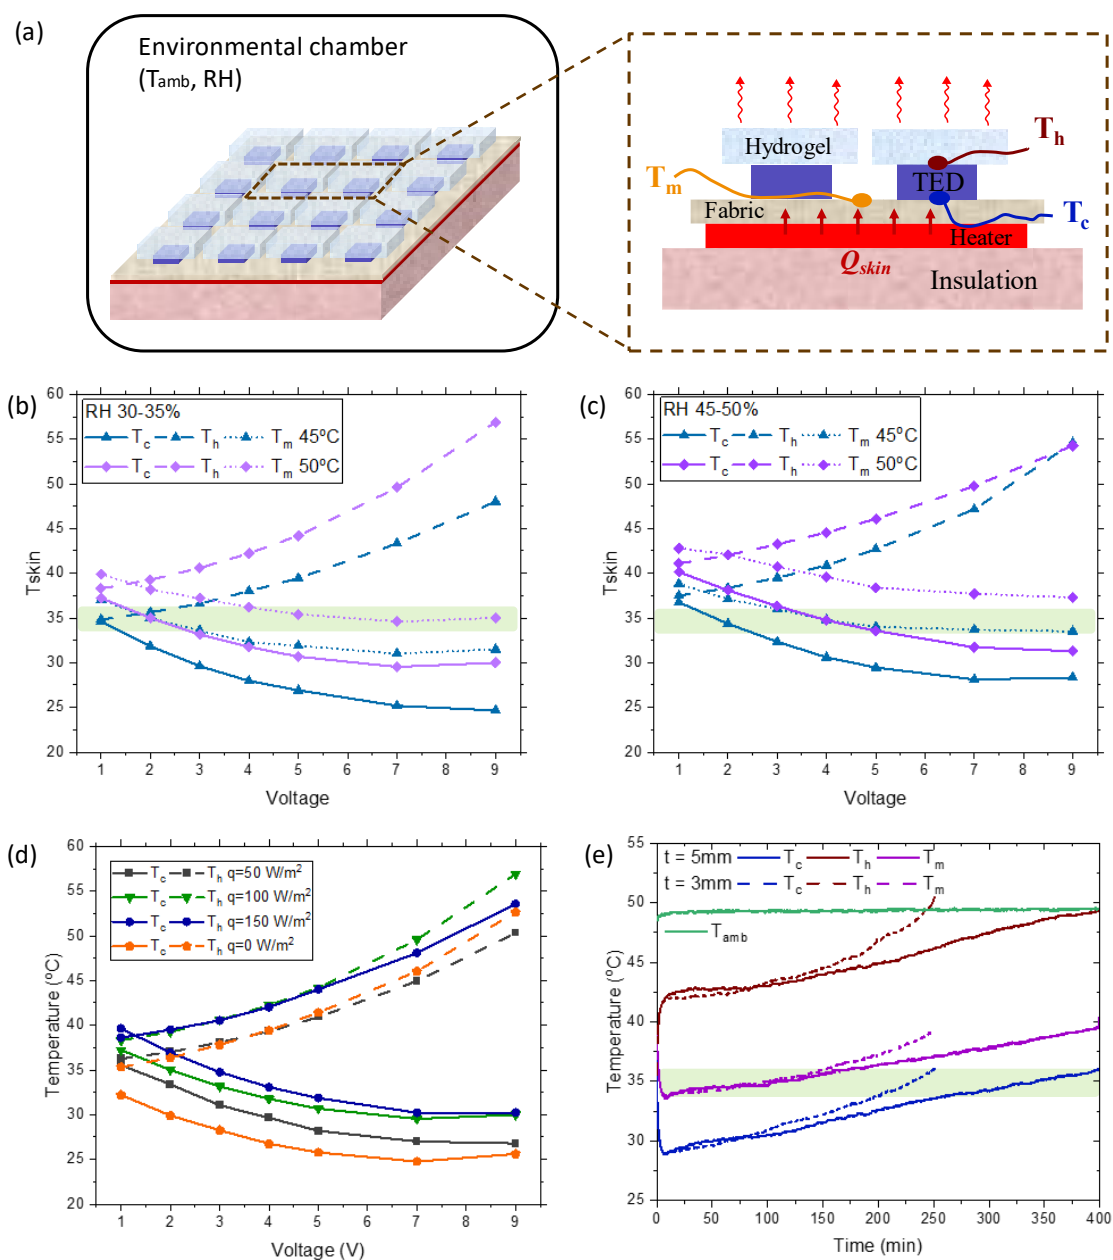 (a)
Environmental chamber
(Tamb, RH)
Hydrogel
Th
Tm
TED
Fabric
Tc
Heater
Qskin
Insulation
(b)
RH 30-35%
Tc Th Tm 45ºC
Tc Th Tm 50ºC
Tskin
60
55
50
45
40
35
30
25
20
1 2 3 4 5 6 7 8 9
Voltage
(c)
RH 45-50%
Tc Th Tm 45ºC
Tc Th Tm 50ºC
Tskin
60
55
50
45
40
35
30
25
20
1 2 3 4 5 6 7 8 9
Voltage
(d)
Tc Th q=50 W/m²
Tc Th q=100 W/m²
Tc Th q=150 W/m²
Tc Th q=0 W/m²
Temperature (ºC)
60
55
50
45
40
35
30
25
20
1 2 3 4 5 6 7 8 9
Voltage (V)
(e)
t = 5mm Tc Th Tm
t = 3mm Tc Th Tm
Tamb
Temperature (ºC)
55
50
45
40
35
30
25
0 50 100 150 200 250 300 350 400
Time (min)